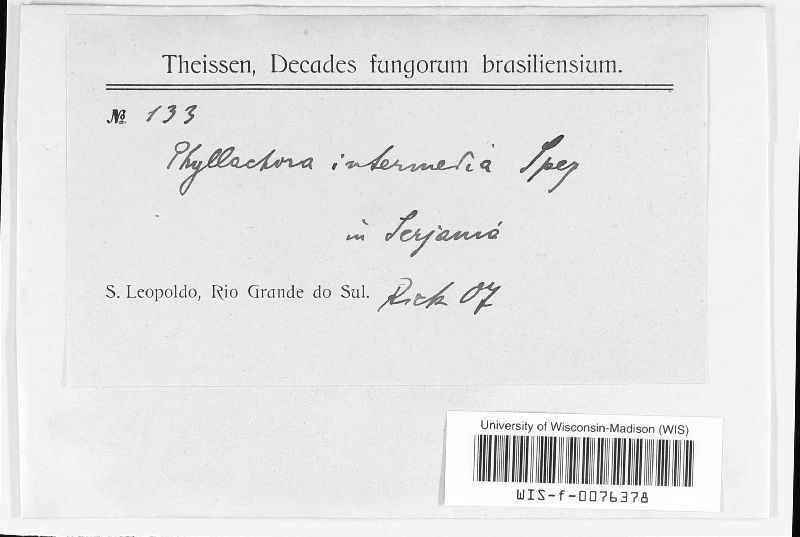 Theissen, Decades fungorum brasiliensium.
№ 133
Phyllachora intermedia Speg
in Serjania
S. Leopoldo, Rio Grande do Sul. Rick 07
University of Wisconsin-Madison (WIS)
WIS-f-0076378